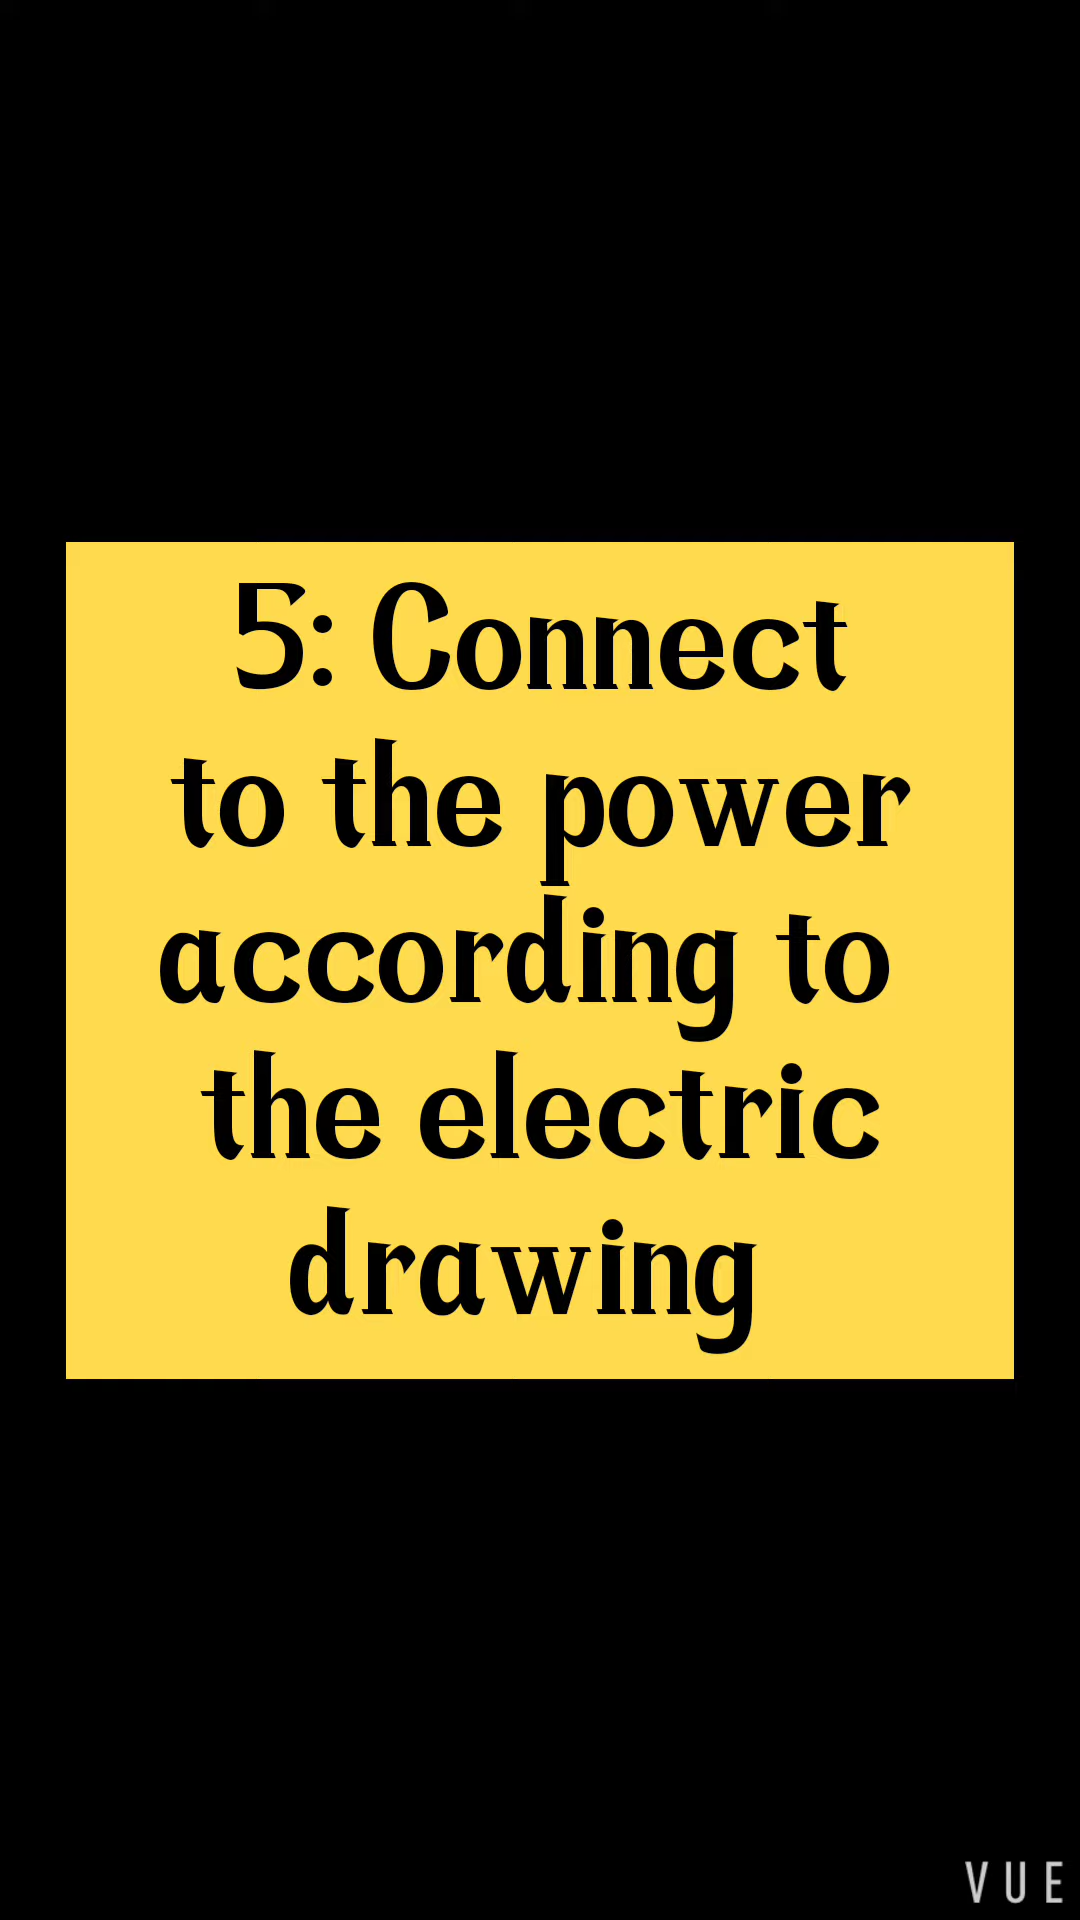 5: Connect
to the power
according to
the electric
drawing
VUE